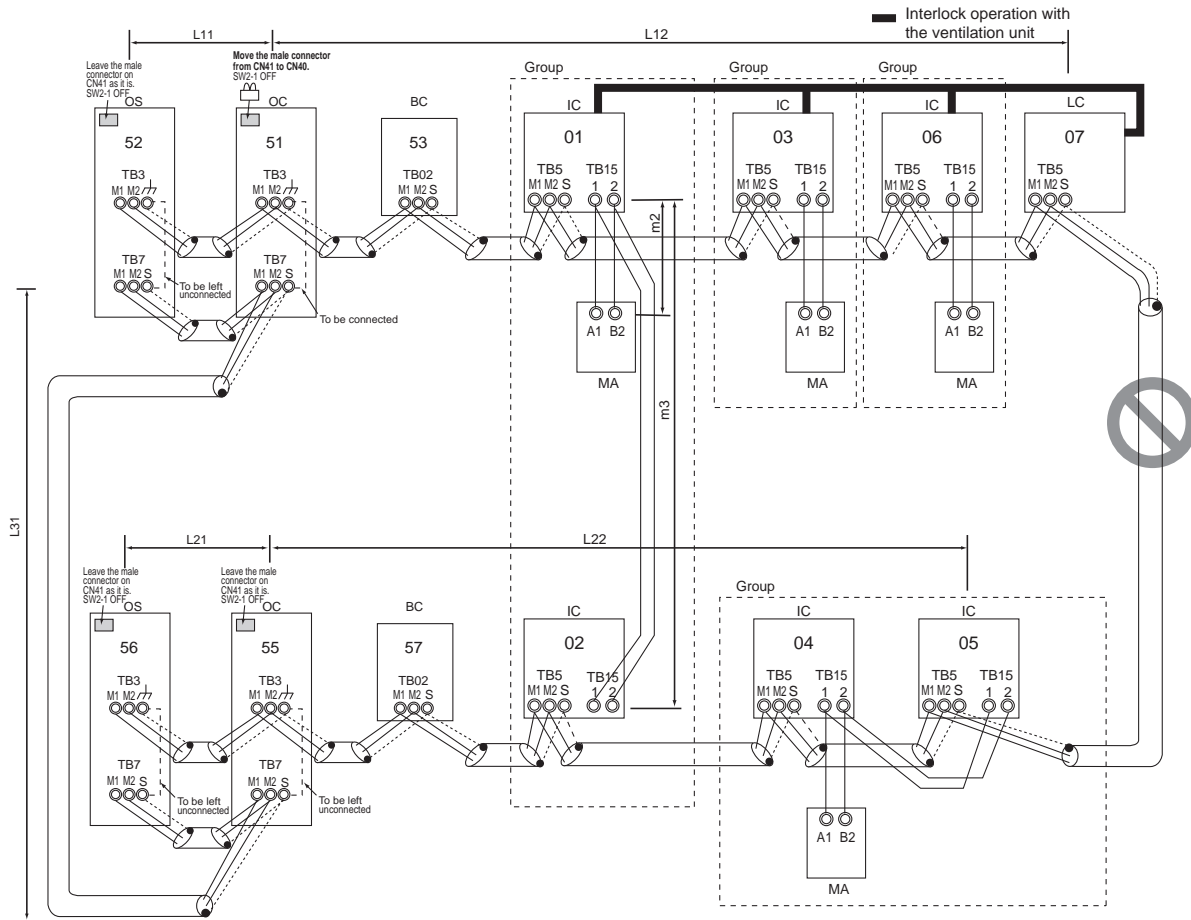 Interlock operation with
the ventilation unit
L11
L12
Leave the male
connector on
CN41 as it is.
SW2-1 OFF
Move the male connector
from CN41 to CN40.
SW2-1 OFF
Group
Group
Group
OS
OC
BC
IC
IC
IC
LC
52
51
53
01
03
06
07
TB3
TB3
TB02
TB5
TB15
TB5
TB15
TB5
TB15
TB5
M1 M2
M1 M2
M1 M2 S
M1 M2 S
1 2
M1 M2 S
1 2
M1 M2 S
1 2
M1 M2 S
m2
TB7
TB7
M1 M2 S
M1 M2 S
To be left
unconnected
To be connected
A1 B2
A1 B2
A1 B2
MA
MA
MA
m3
L31
L21
L22
Leave the male
connector on
CN41 as it is.
SW2-1 OFF
Leave the male
connector on
CN41 as it is.
SW2-1 OFF
Group
OS
OC
BC
IC
IC
IC
56
55
57
02
04
05
TB3
TB3
TB02
TB5
TB15
TB5
TB15
TB5
TB15
M1 M2
M1 M2
M1 M2 S
M1 M2 S
1 2
M1 M2 S
1 2
M1 M2 S
1 2
TB7
TB7
M1 M2 S
M1 M2 S
To be left
unconnected
To be left
unconnected
A1 B2
MA